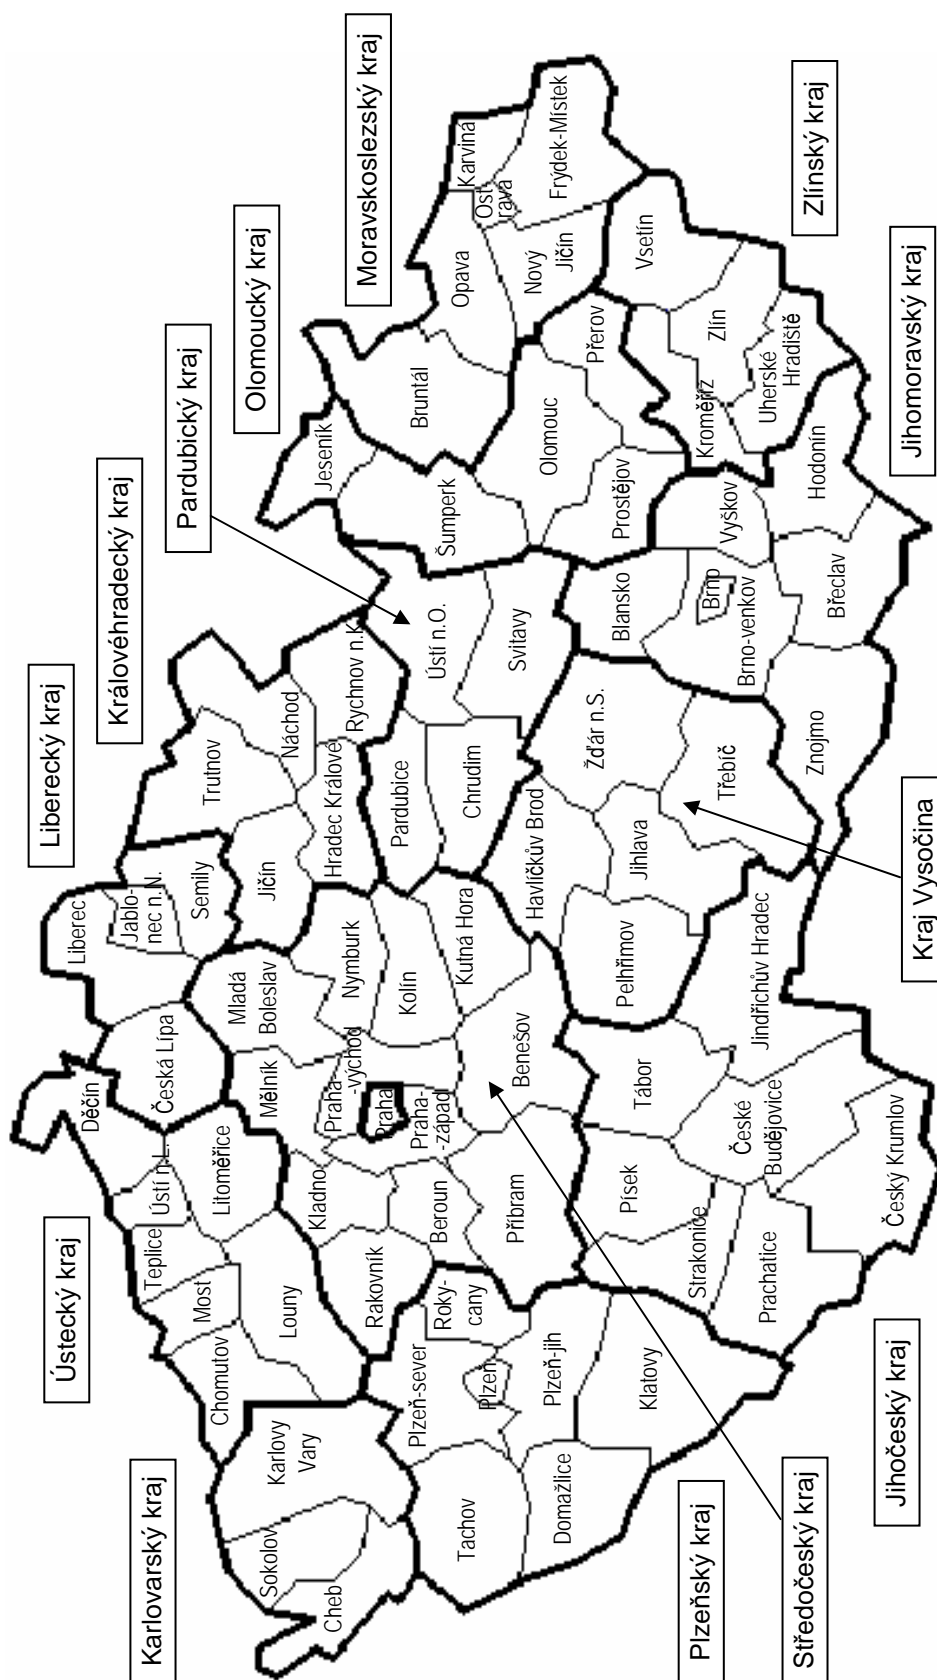 Karlovarský kraj
Ústecký kraj
Liberecký kraj
Královéhradecký kraj
Pardubický kraj
Olomoucký kraj
Moravskoslezský kraj
Zlínský kraj
Jihomoravský kraj
Kraj Vysočina
Jihočeský kraj
Středočeský kraj
Plzeňský kraj
Cheb
Sokolov
Karlovy
Vary
Chomutov
Most
Teplice
Louny
Ústí n.L.
Litoměřice
Děčín
Česká Lípa
Liberec
Jablo-
nec n.N.
Semily
Jičín
Trutnov
Náchod
Hradec Králové
Rychnov n.K.
Pardubice
Chrudim
Ústí n.O.
Svitavy
Jeseník
Šumperk
Olomouc
Prostějov
Přerov
Bruntál
Opava
Nový
Jičín
Ost
rava
Karviná
Frýdek-Místek
Vsetín
Zlín
Kroměříž
Uherské
Hradiště
Hodonín
Vyškov
Blansko
Brno
Brno-venkov
Břeclav
Znojmo
Žďár n.S.
Třebíč
Jihlava
Havlíčkův Brod
Pelhřimov
Mladá
Boleslav
Nymburk
Kolín
Kutná Hora
Mělník
Praha-
-východ
Praha
Praha-
-západ
Benešov
Kladno
Beroun
Příbram
Rakovník
Tábor
Písek
Strakonice
Prachatice
České
Budějovice
Český Krumlov
Jindřichův Hradec
Roky-
cany
Plzeň-sever
Plzeň
Plzeň-jih
Klatovy
Domažlice
Tachov